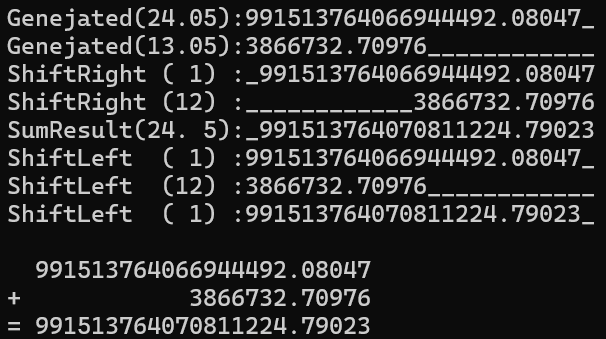 Genejated(24.05):991513764066944492.08047_
Genejated(13.05):3866732.70976____________
ShiftRight ( 1) :_991513764066944492.08047
ShiftRight (12) :____________3866732.70976
SumResult(24. 5):_991513764070811224.79023
ShiftLeft  ( 1) :991513764066944492.08047_
ShiftLeft  (12) :3866732.70976____________
ShiftLeft  ( 1) :991513764070811224.79023_
  991513764066944492.08047
+            3866732.70976
= 991513764070811224.79023